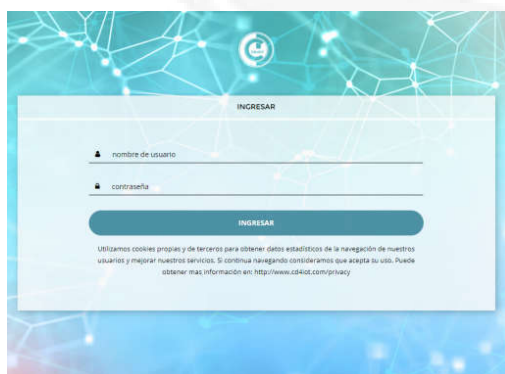 INGRESAR
nombre de usuario
contraseña
INGRESAR
Utilizamos cookies propias y de terceros para obtener datos estadísticos de la navegación de nuestros
usuarios y mejorar nuestros servicios. Si continua navegando consideramos que acepta su uso. Puede
obtener mas información en: http://www.cd4iot.com/privacy